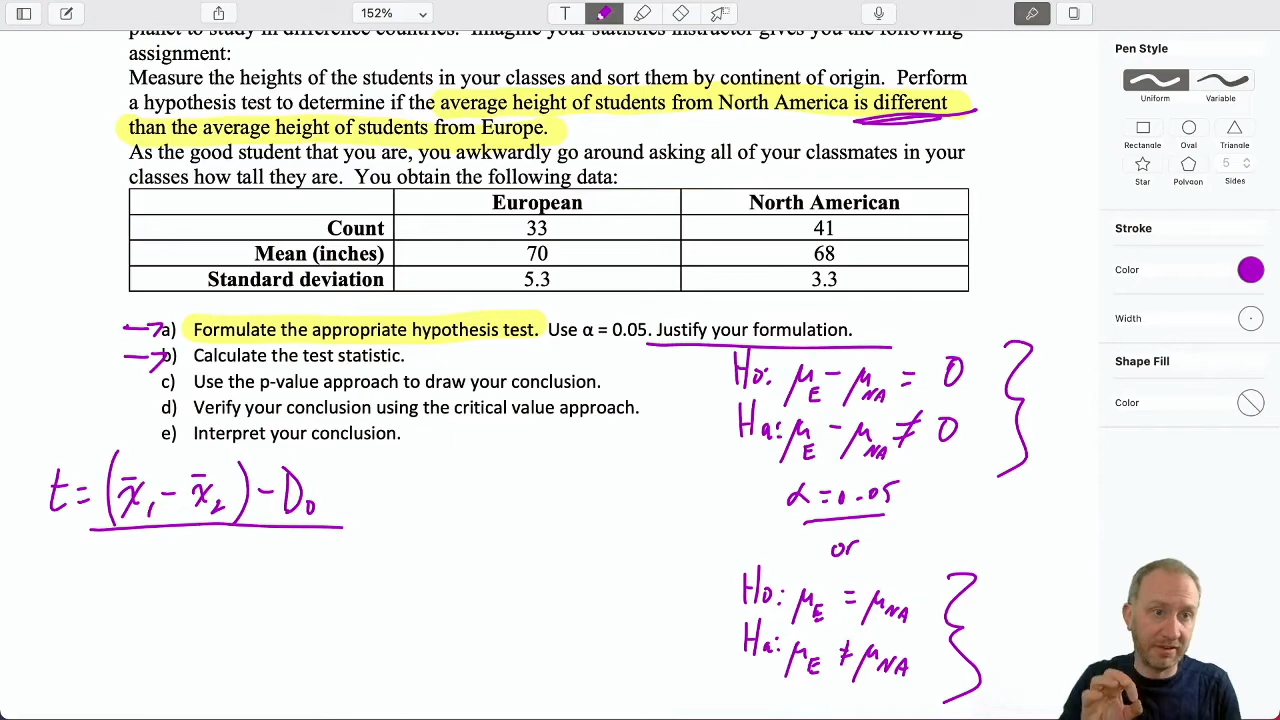 152%
T
planet to study in difference countries. Imagine your statistics instructor gives you the following
assignment:
Measure the heights of the students in your classes and sort them by continent of origin. Perform
a hypothesis test to determine if the average height of students from North America is different
than the average height of students from Europe.
As the good student that you are, you awkwardly go around asking all of your classmates in your
classes how tall they are. You obtain the following data:
European North American
Count 33 41
Mean (inches) 70 68
Standard deviation 5.3 3.3
a) Formulate the appropriate hypothesis test. Use α = 0.05. Justify your formulation.
b) Calculate the test statistic.
c) Use the p-value approach to draw your conclusion.
d) Verify your conclusion using the critical value approach.
e) Interpret your conclusion.
t = (x̄₁ − x̄₂) − D₀
Ho: μE − μNA = 0
Ha: μE − μNA ≠ 0
α = 0.05
or
Ho: μE = μNA
Ha: μE ≠ μNA
Pen Style
Uniform Variable
Rectangle Oval Triangle
5
Star Polygon Sides
Stroke
Color
Width
Shape Fill
Color